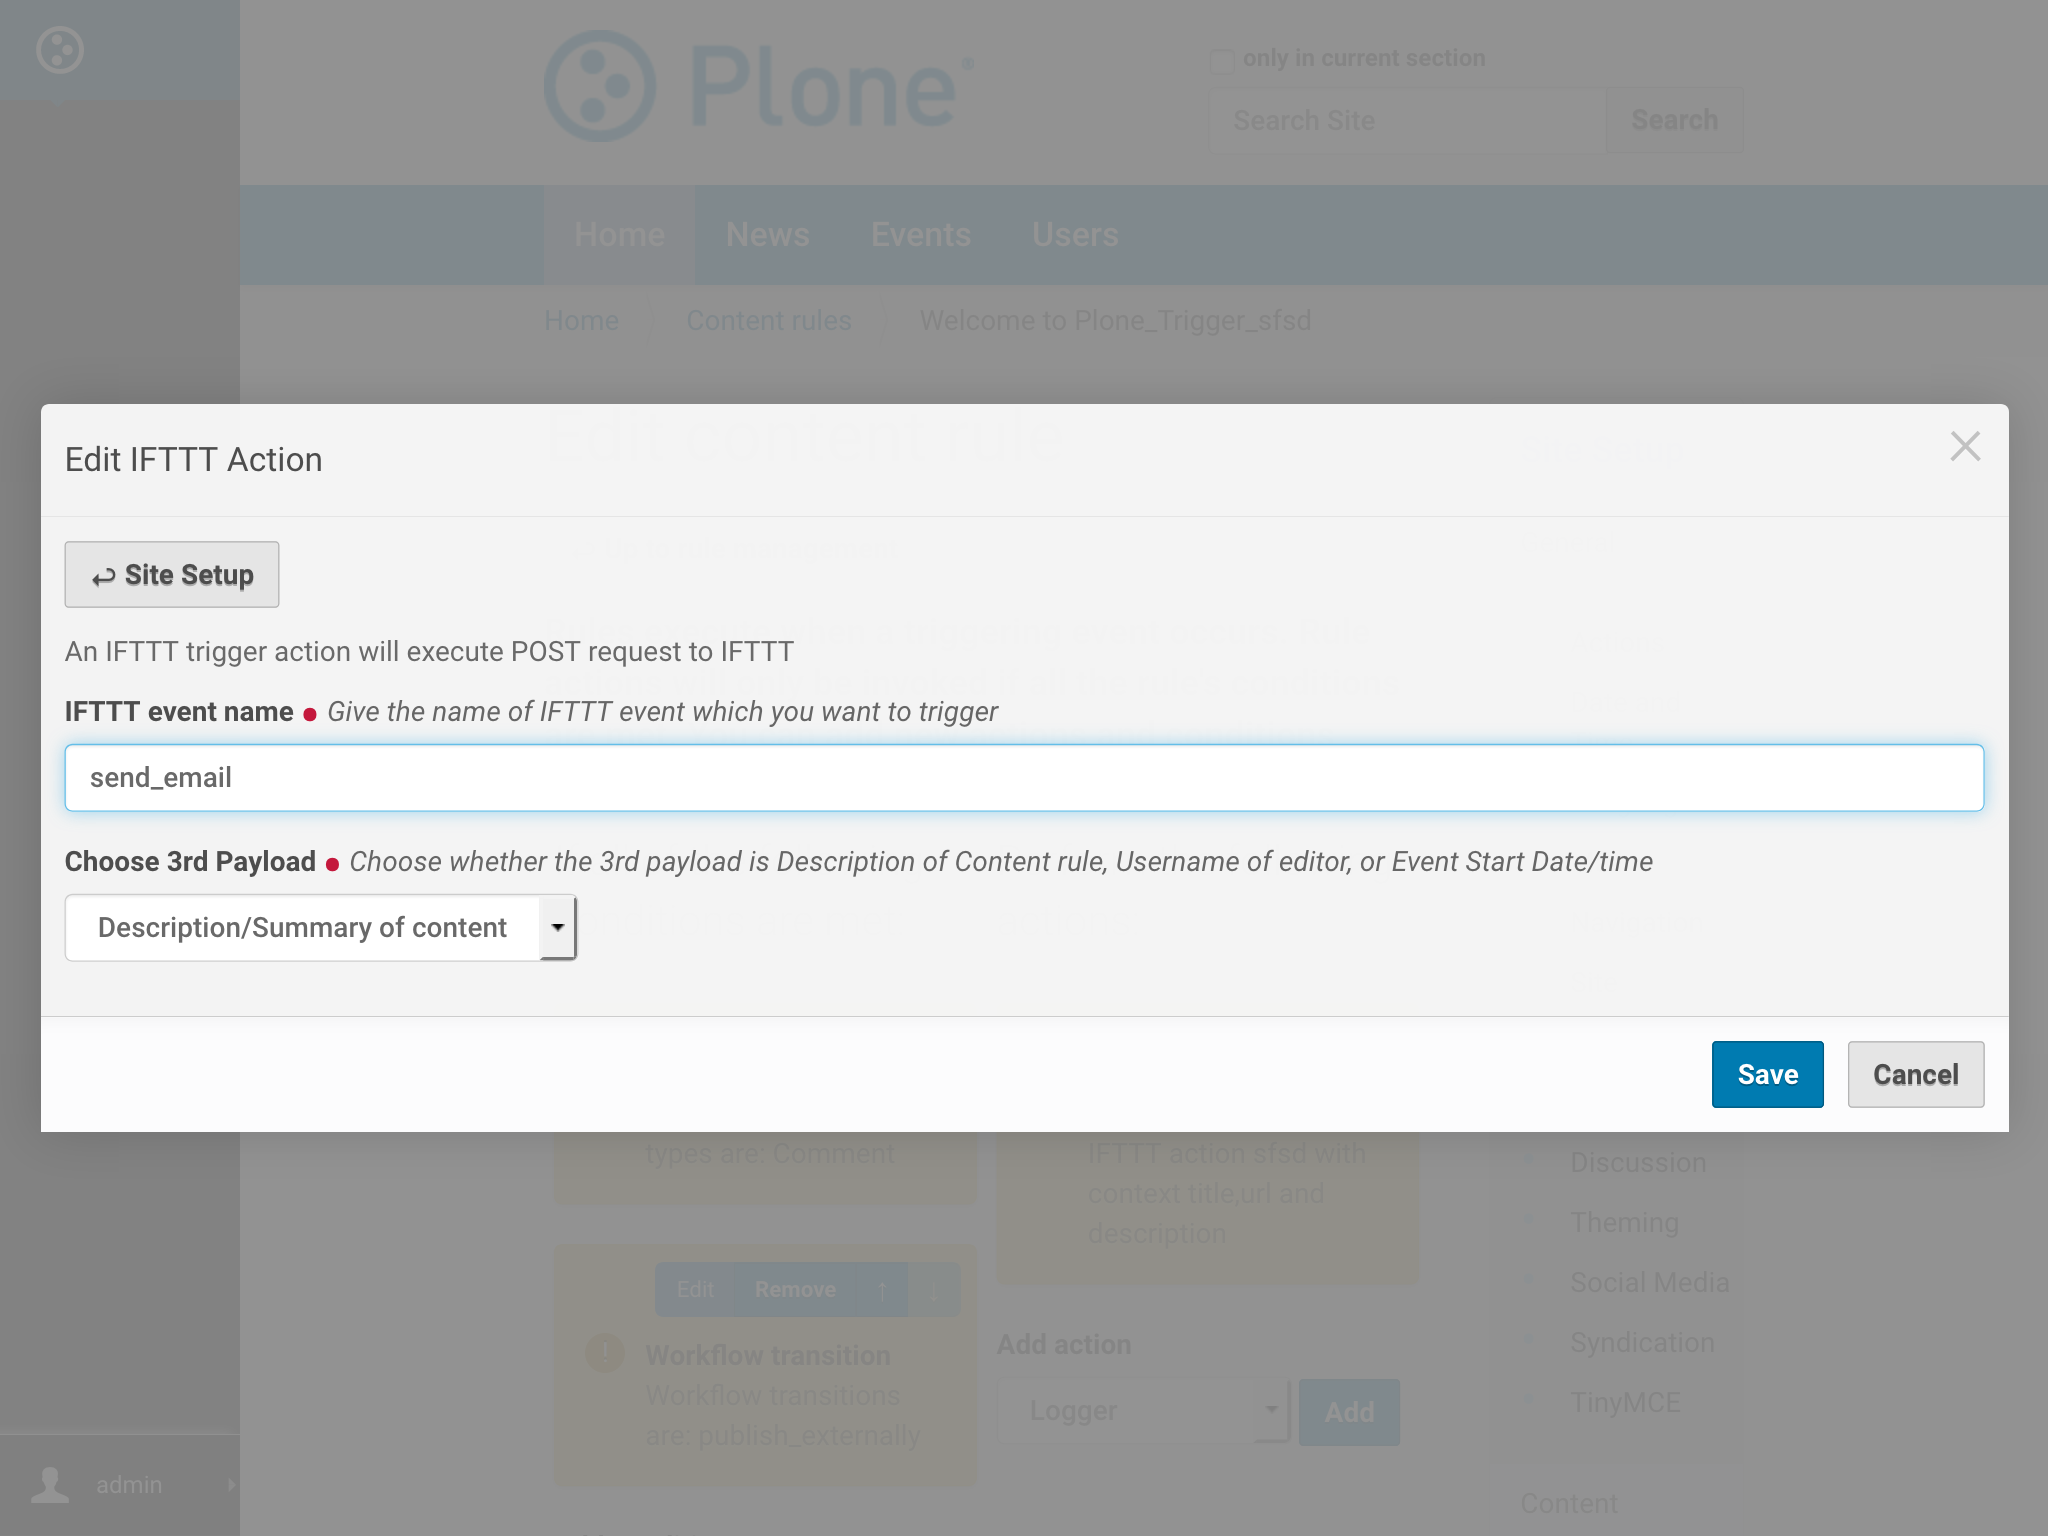 Plone®
only in current section
Search Site
Search
Home
News
Events
Users
Home
Content rules
Welcome to Plone_Trigger_sfsd
Edit content rule
Edit IFTTT Action
Site Setup
An IFTTT trigger action will execute POST request to IFTTT
IFTTT event name Give the name of IFTTT event which you want to trigger
send_email
Choose 3rd Payload Choose whether the 3rd payload is Description of Content rule, Username of editor, or Event Start Date/time
Description/Summary of content
Save
Cancel
types are: Comment
Edit
Remove
↑
↓
Workflow transition
Workflow transitions
are: publish_externally
IFTTT action sfsd with
context title,url and
description
Add action
Logger
Add
Discussion
Theming
Social Media
Syndication
TinyMCE
Content
admin